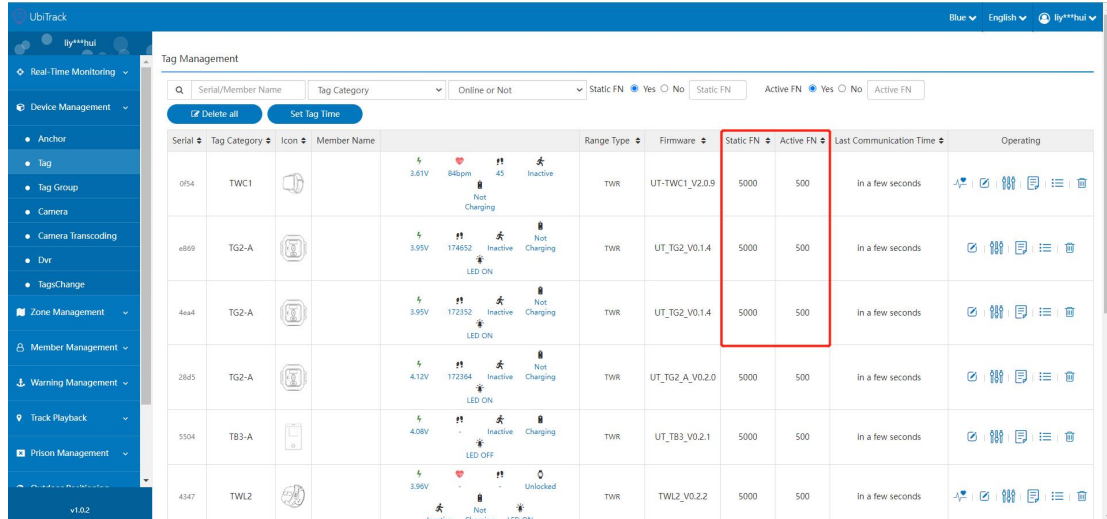 UbiTrack
Blue English liy***hui
liy***hui
Real-Time Monitoring
Device Management
Anchor
Tag
Tag Group
Camera
Camera Transcoding
Dvr
TagsChange
Zone Management
Member Management
Warning Management
Track Playback
Prison Management
v1.0.2
Tag Management
Serial/Member Name Tag Category Online or Not Static FN Yes No Static FN Active FN Yes No Active FN
Delete all Set Tag Time
Serial Tag Category Icon Member Name Range Type Firmware Static FN Active FN Last Communication Time Operating
0f54 TWC1 3.61V 84bpm 45 Inactive TWR UT-TWC1_V2.0.9 5000 500 in a few seconds
Not
Charging
e869 TG2-A 3.95V 174652 Inactive Not Charging TWR UT_TG2_V0.1.4 5000 500 in a few seconds
LED ON
4ea4 TG2-A 3.95V 172352 Inactive Not Charging TWR UT_TG2_V0.1.4 5000 500 in a few seconds
LED ON
28d5 TG2-A 4.12V 172364 Inactive Not Charging TWR UT_TG2_A_V0.2.0 5000 500 in a few seconds
LED ON
5504 TB3-A 4.08V - Inactive Charging TWR UT_TB3_V0.2.1 5000 500 in a few seconds
LED OFF
4347 TWL2 3.96V - - Unlocked TWR TWL2_V0.2.2 5000 500 in a few seconds
Not